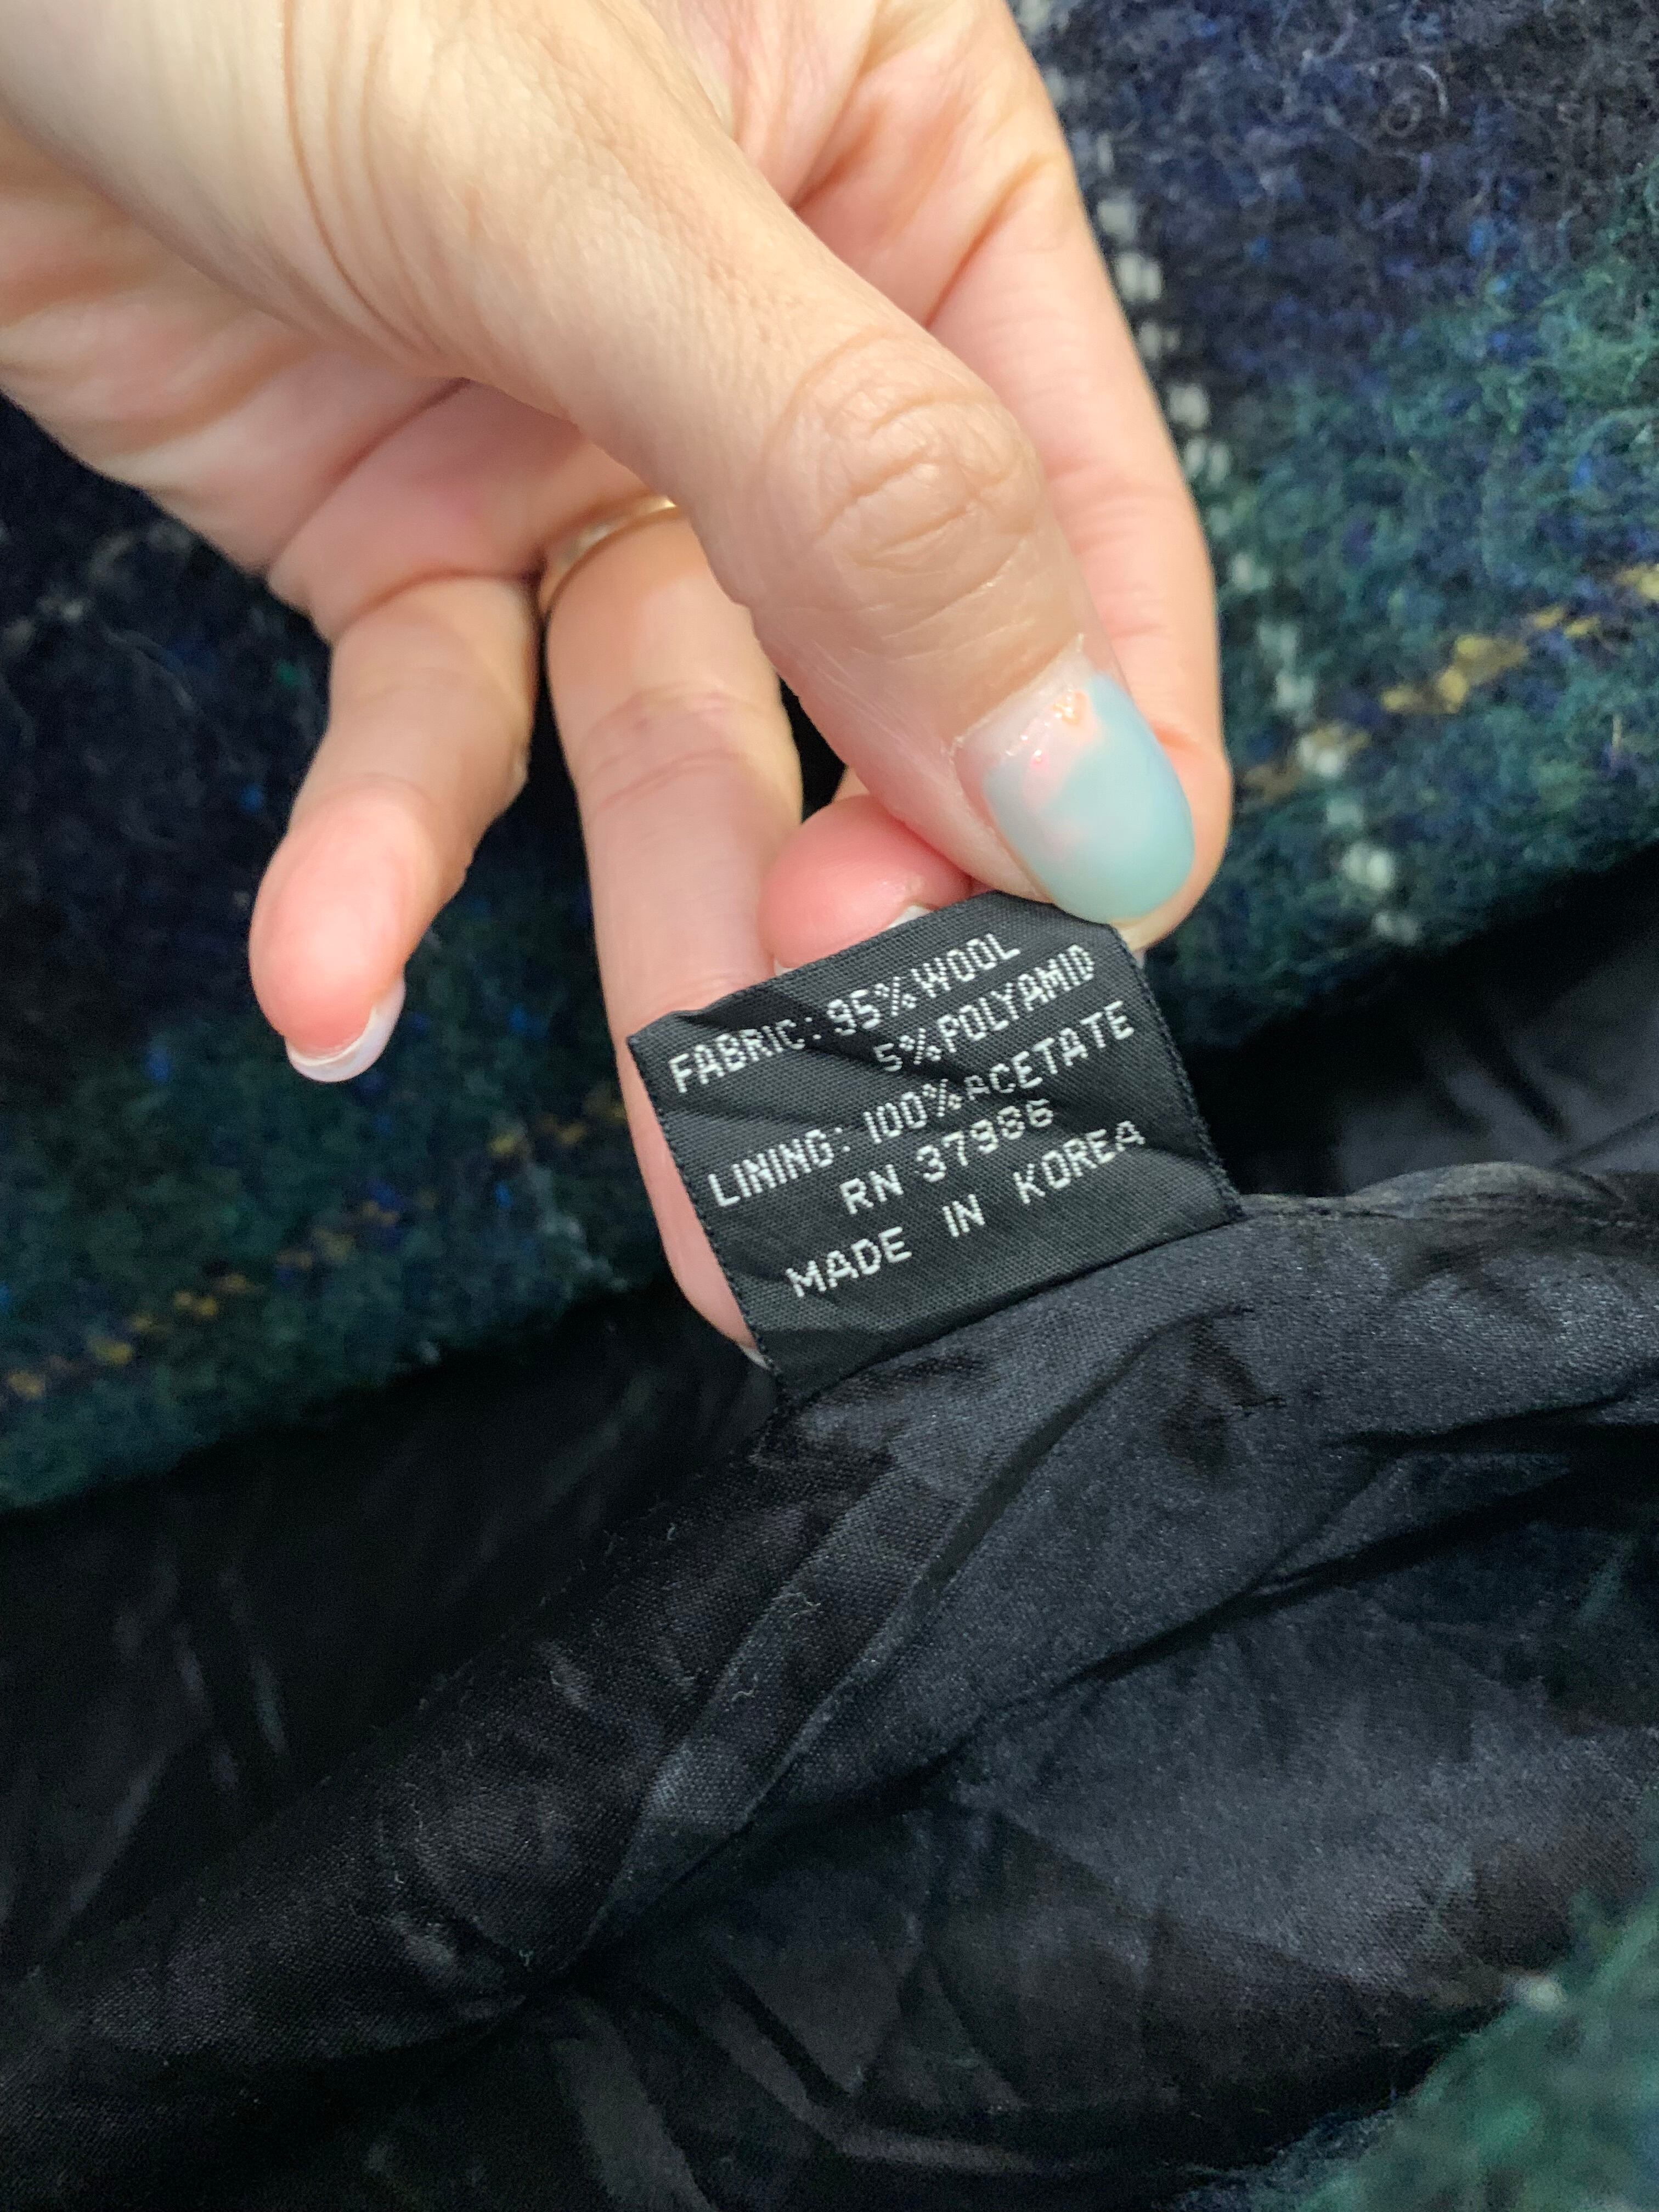 FABRIC: 95% WOOL
5% POLYAMID
LINING: 100% ACETATE
RN 37986
MADE IN KOREA